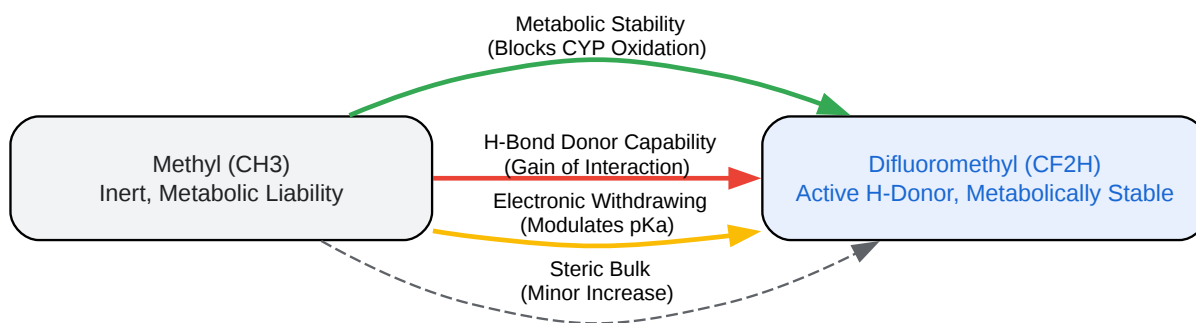 Metabolic Stability
(Blocks CYP Oxidation)
Methyl (CH3)
Inert, Metabolic Liability
H-Bond Donor Capability
(Gain of Interaction)
Electronic Withdrawing
(Modulates pKa)
Steric Bulk
(Minor Increase)
Difluoromethyl (CF2H)
Active H-Donor, Metabolically Stable